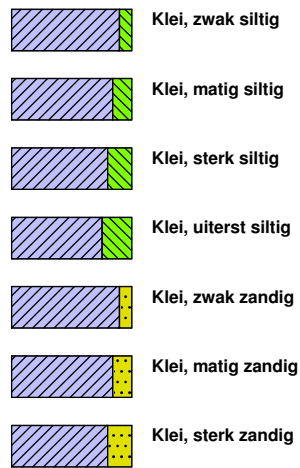 Klei, zwak siltig
Klei, matig siltig
Klei, sterk siltig
Klei, uiterst siltig
Klei, zwak zandig
Klei, matig zandig
Klei, sterk zandig